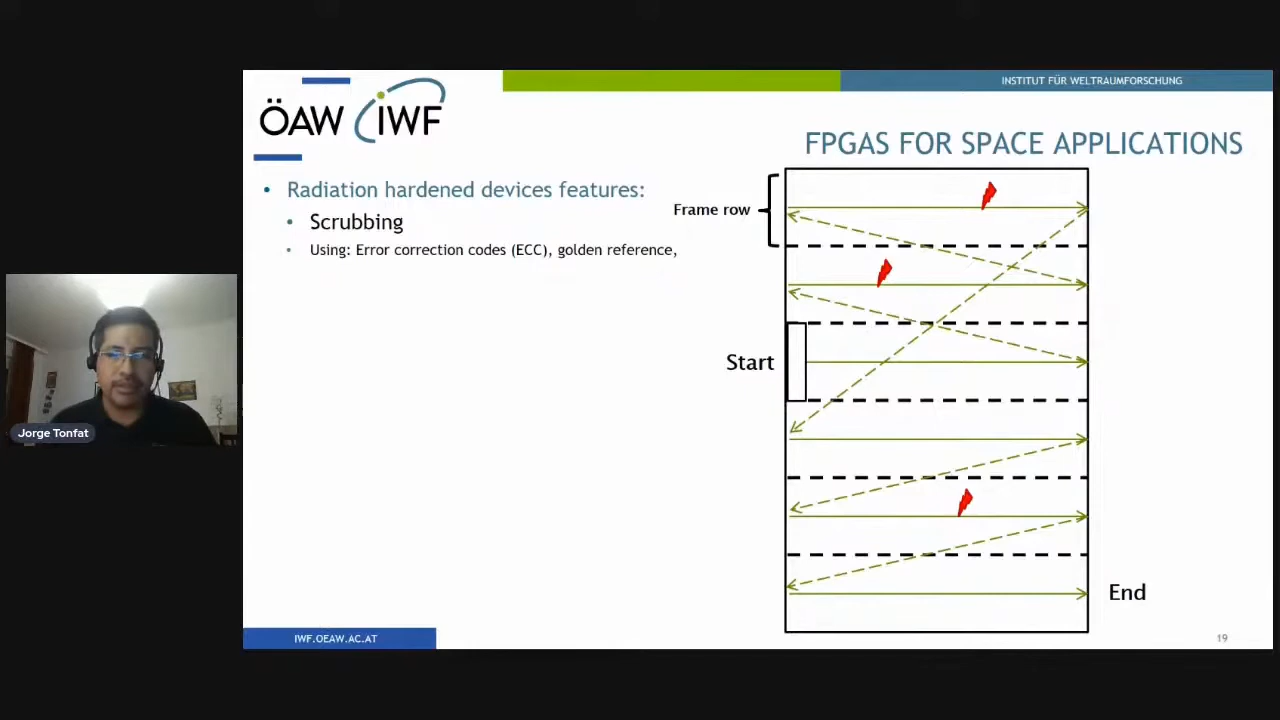 INSTITUT FÜR WELTRAUMFORSCHUNG
ÖAW IWF
FPGAS FOR SPACE APPLICATIONS
• Radiation hardened devices features:
• Scrubbing
• Using: Error correction codes (ECC), golden reference,
Frame row
Start
End
Jorge Tonfat
IWF.OEAW.AC.AT
19